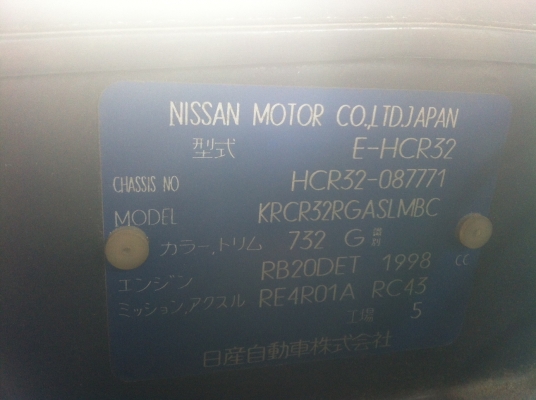 NISSAN MOTOR CO.,LTD.JAPAN
型式 E-HCR32
CHASSIS NO HCR32-087771
MODEL KRCR32RGASLMBC
カラー,トリム 732 G
エンジン RB20DET 1998 CC
ミッション,アクスル RE4R01A RC43
工場 5
日産自動車株式会社